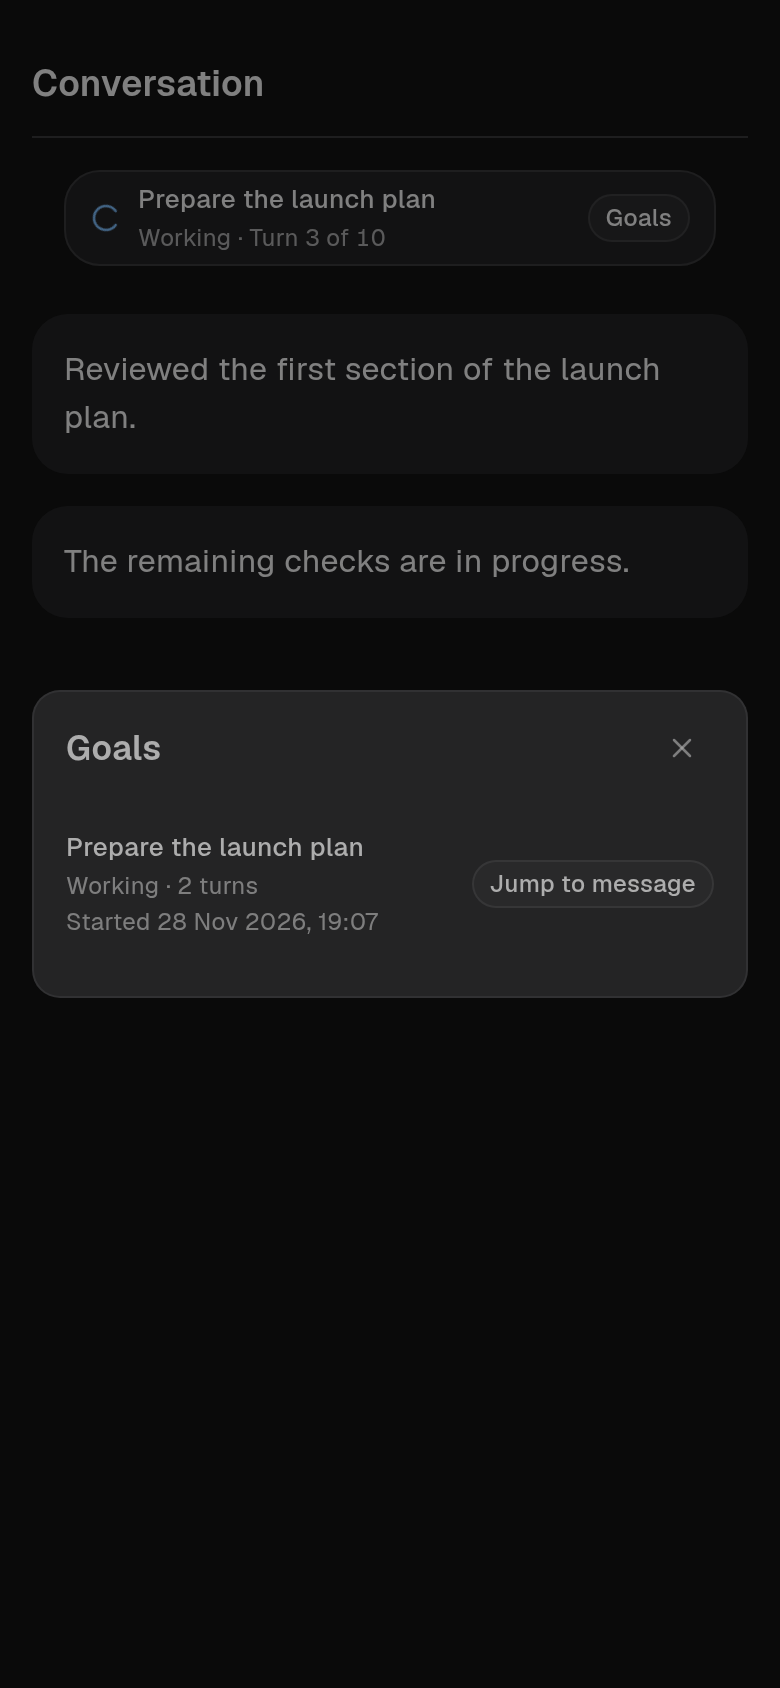 Conversation
Prepare the launch plan
Working · Turn 3 of 10
Goals
Reviewed the first section of the launch
plan.
The remaining checks are in progress.
Goals
Prepare the launch plan
Working · 2 turns
Started 28 Nov 2026, 19:07
Jump to message